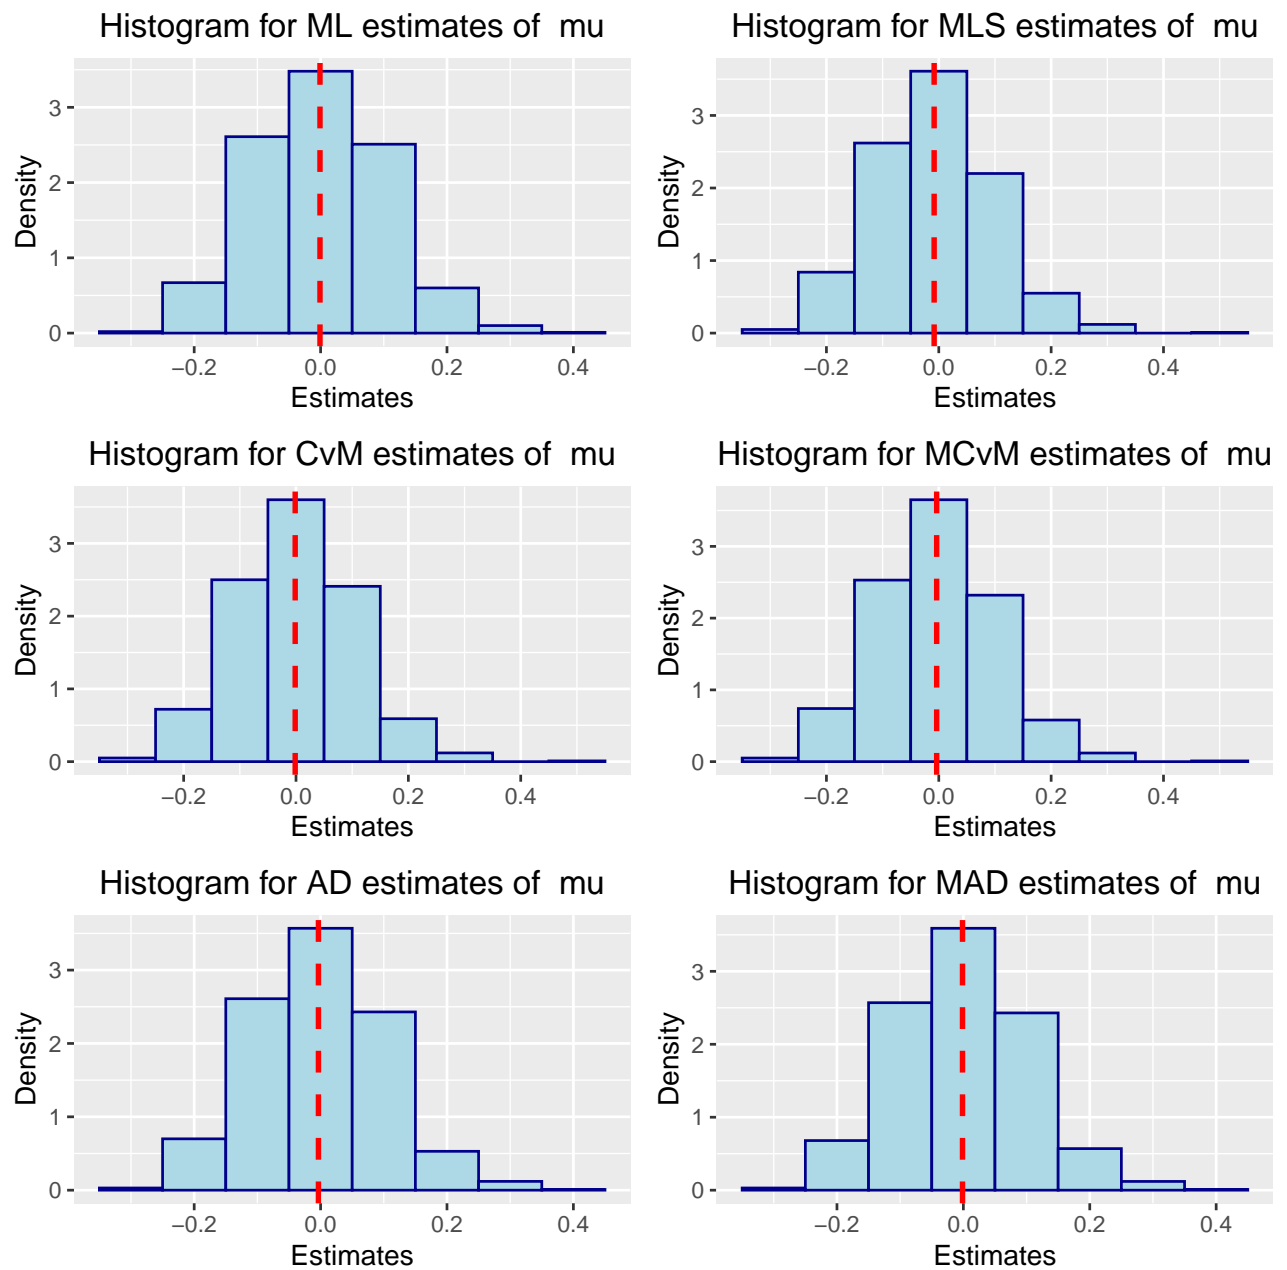 Histogram for ML estimates of  mu
Density
3
2
1
0
−0.2 0.0 0.2 0.4
Estimates
Histogram for MLS estimates of  mu
Density
3
2
1
0
−0.2 0.0 0.2 0.4
Estimates
Histogram for CvM estimates of  mu
Density
3
2
1
0
−0.2 0.0 0.2 0.4
Estimates
Histogram for MCvM estimates of  mu
Density
3
2
1
0
−0.2 0.0 0.2 0.4
Estimates
Histogram for AD estimates of  mu
Density
3
2
1
0
−0.2 0.0 0.2 0.4
Estimates
Histogram for MAD estimates of  mu
Density
3
2
1
0
−0.2 0.0 0.2 0.4
Estimates